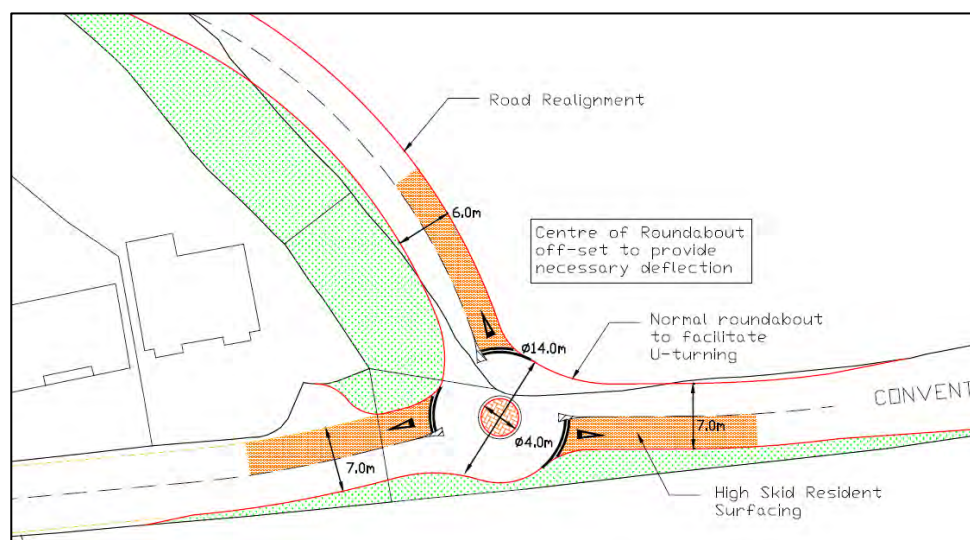 Road Realignment
6.0m
Centre of Roundabout
off-set to provide
necessary deflection
Normal roundabout
to facilitate
U-turning
ø14.0m
CONVENT
7.0m
ø4.0m
7.0m
High Skid Resident
Surfacing